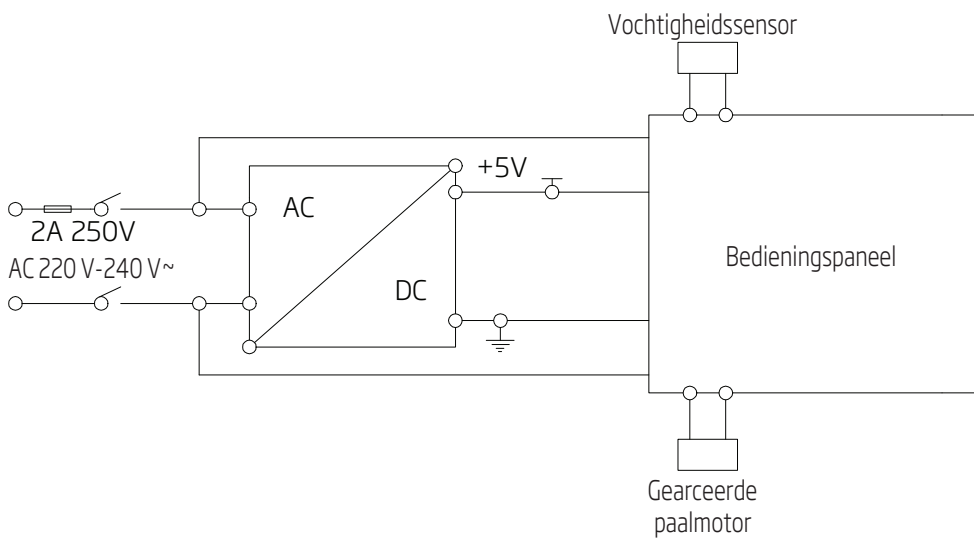 Vochtigheidssensor
+5V
AC
2A 250V
AC 220 V-240 V~
DC
Bedieningspaneel
Gearceerde
paalmotor